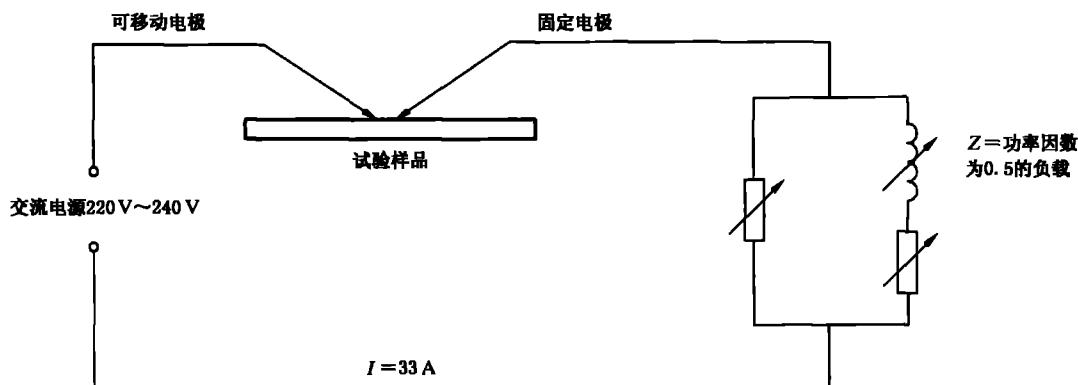 可移动电极
固定电极
试验样品
Z＝功率因数
为0.5的负载
交流电源220 V～240 V
I＝33 A